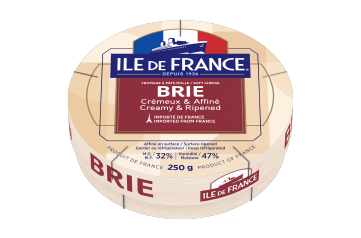 ILE DE FRANCE
DEPUIS 1936
FROMAGE À PÂTE MOLLE / SOFT CHEESE
BRIE
Crémeux & Affiné
Creamy & Ripened
IMPORTÉ DE FRANCE
IMPORTED FROM FRANCE
Affiné en surface / Surface ripened
Garder au réfrigérateur / Keep refrigerated
M.G. / M.F. 32% Humidité / Moisture 47%
PRODUIT DE FRANCE 250 g PRODUCT OF FRANCE
BRIE
ILE DE FRANCE